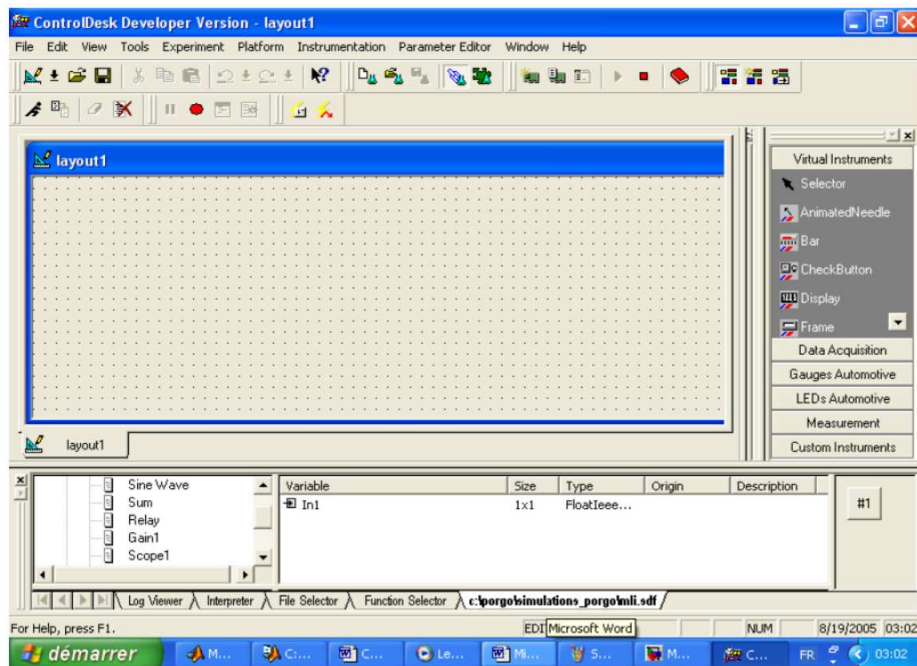 ControlDesk Developer Version - layout1
File Edit View Tools Experiment Platform Instrumentation Parameter Editor Window Help
layout1
Virtual Instruments
Selector
AnimatedNeedle
Bar
CheckButton
Display
Frame
Data Acquisition
Gauges Automotive
LEDs Automotive
Measurement
Custom Instruments
layout1
Sine Wave
Sum
Relay
Gain1
Scope1
Variable Size Type Origin Description
In1 1x1 FloatIeee...
#1
Log Viewer Interpreter File Selector Function Selector c:\porgo\simulations_porgo\mli.sdf
For Help, press F1. EDIT Microsoft Word NUM 8/19/2005 03:02
démarrer M... C:... C... Le... Mi... S... M... C... FR 03:02